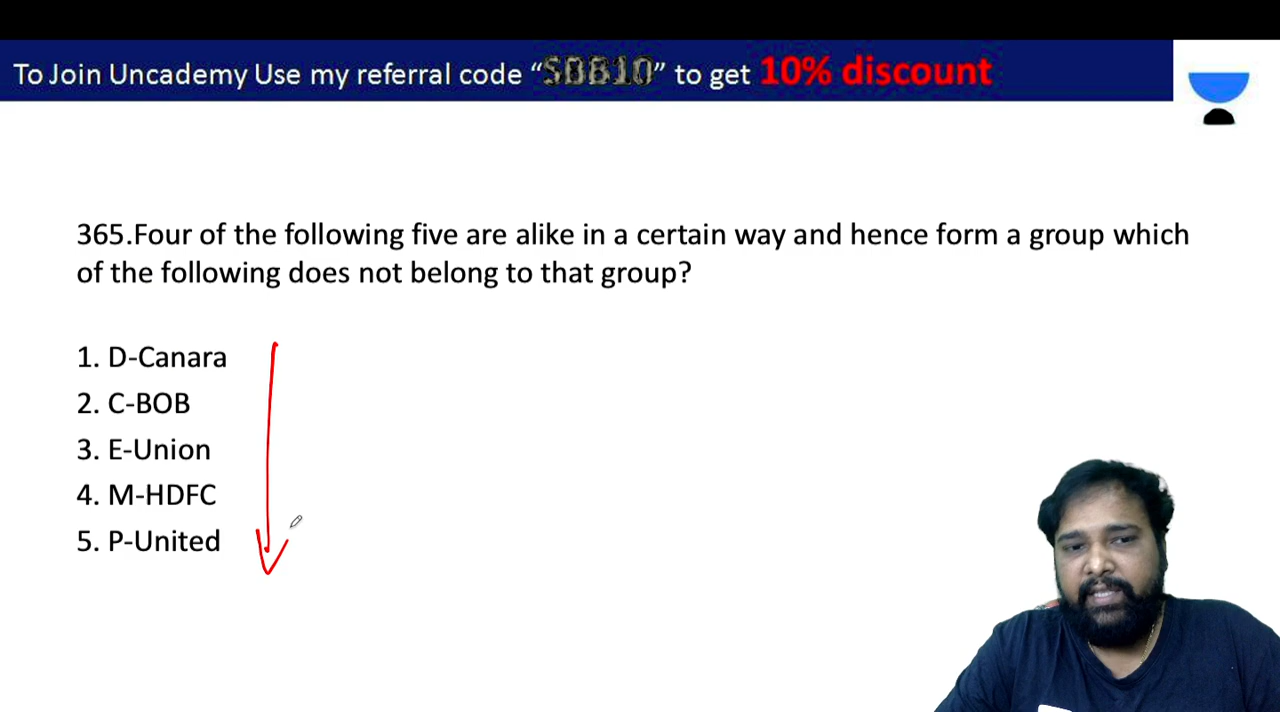 To Join Uncademy Use my referral code “SBB10” to get 10% discount
365.Four of the following five are alike in a certain way and hence form a group which
of the following does not belong to that group?
1. D-Canara
2. C-BOB
3. E-Union
4. M-HDFC
5. P-United